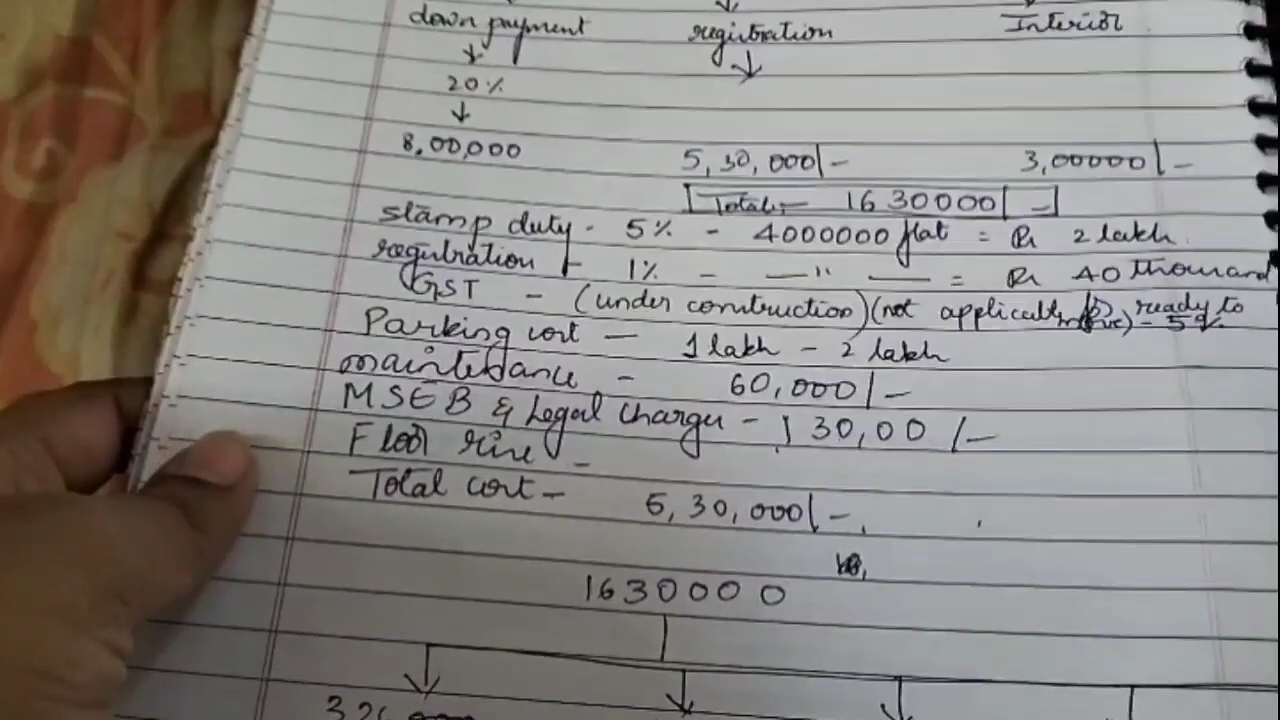 down payment registration Interior
20%
8,00,000 5,30,000/- 3,00000/-
Total:- 1630000/-
stamp duty - 5% - 4000000 flat = Rs 2 lakh
registration - 1% - —"— = Rs 40 thousand
GST - (under construction) (not applicable ready to move) - 5%
Parking cost — 1 lakh - 2 lakh
maintenance - 60,000/-
MSEB & Legal charges - 130,00/-
Floor rise -
Total cost - 5,30,000/-
1630000